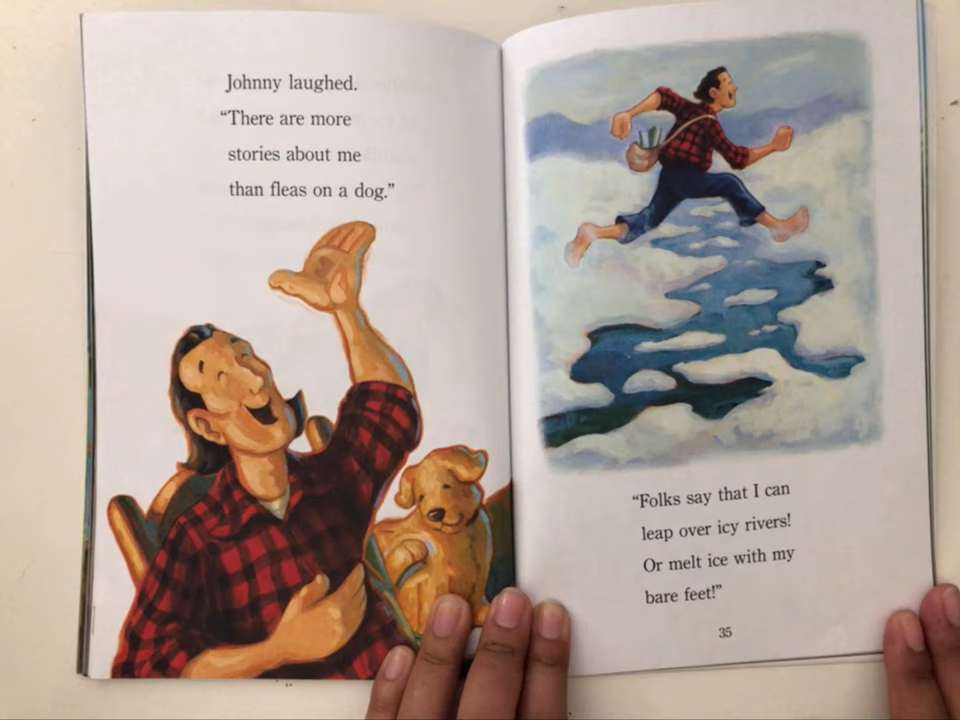 Johnny laughed.
“There are more
stories about me
than fleas on a dog.”
“Folks say that I can
leap over icy rivers!
Or melt ice with my
bare feet!”
35